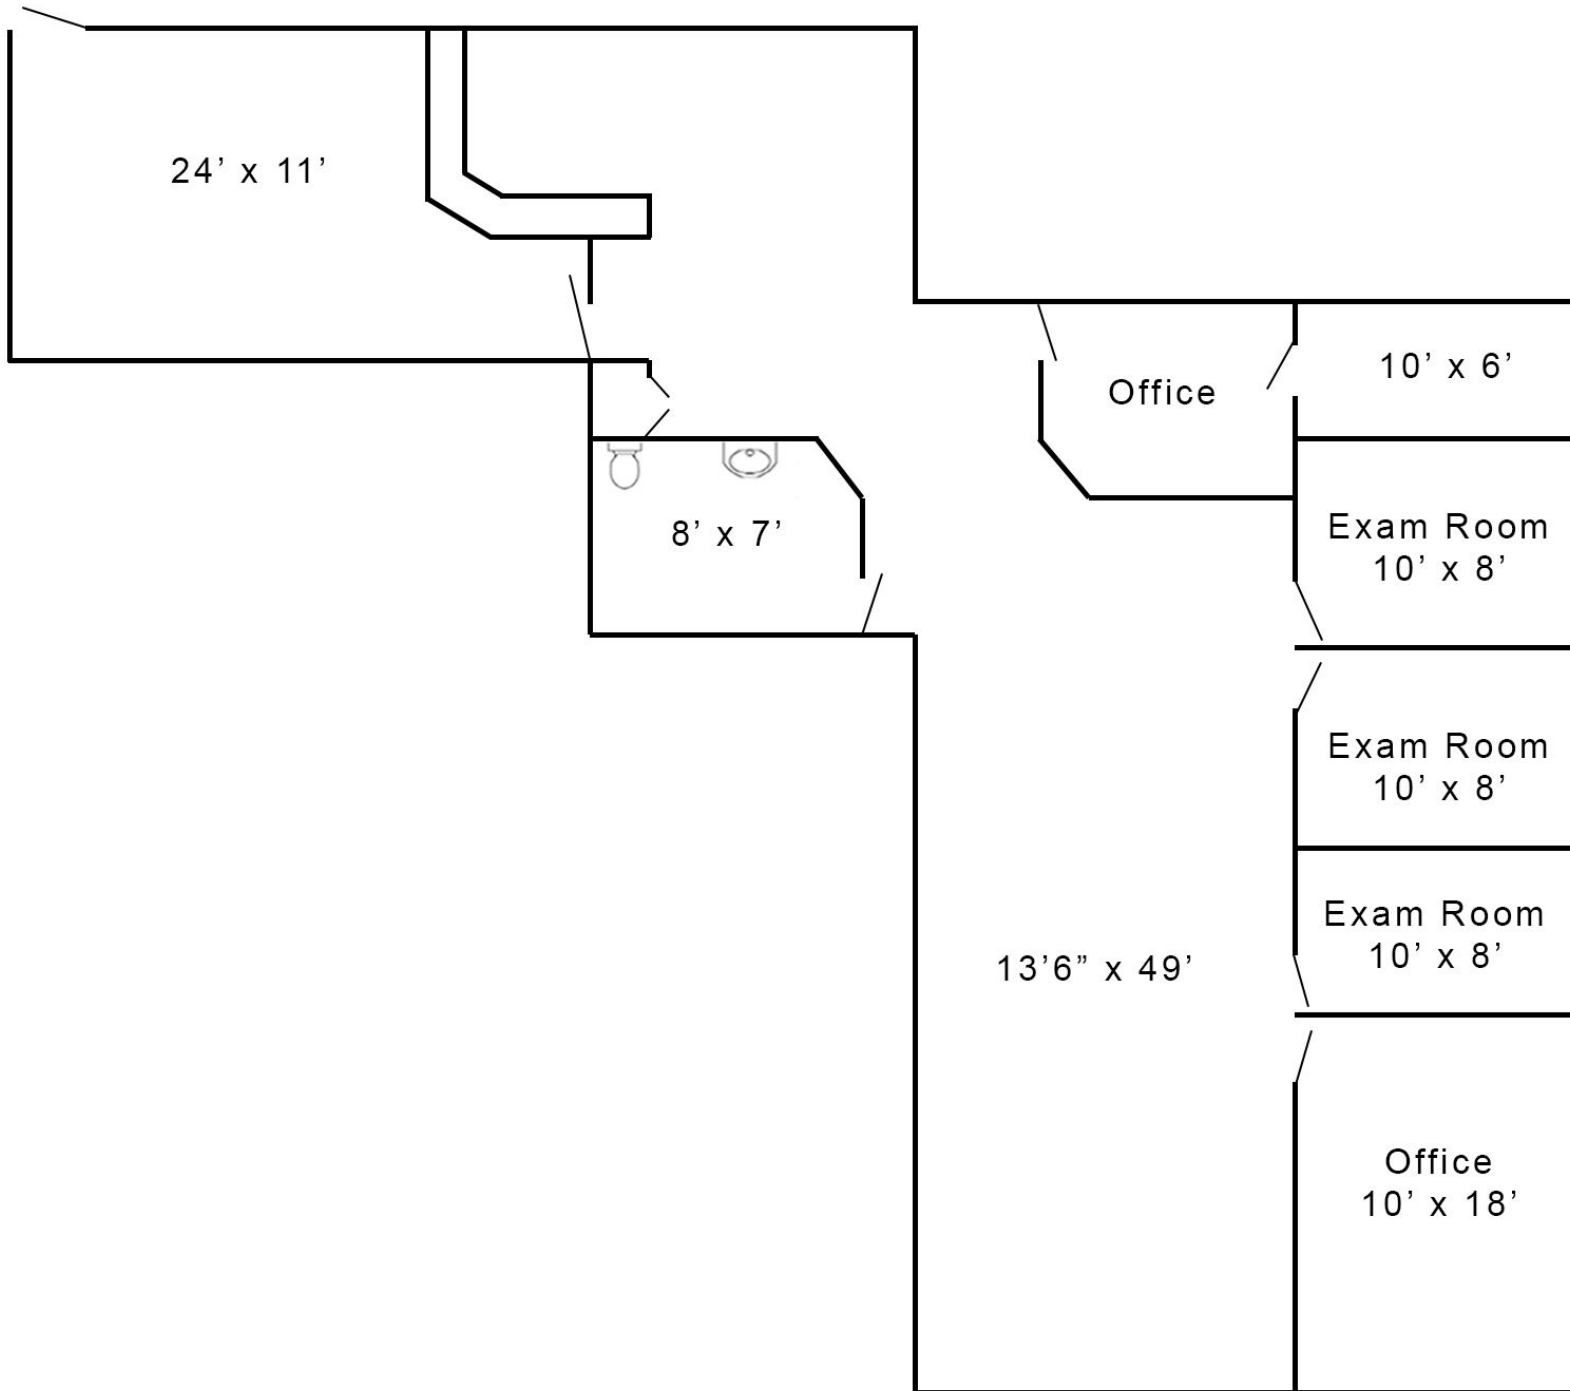 24’ x 11’
10’ x 6’
Office
Exam Room
10’ x 8’
8’ x 7’
Exam Room
10’ x 8’
Exam Room
10’ x 8’
13’6” x 49’
Office
10’ x 18’